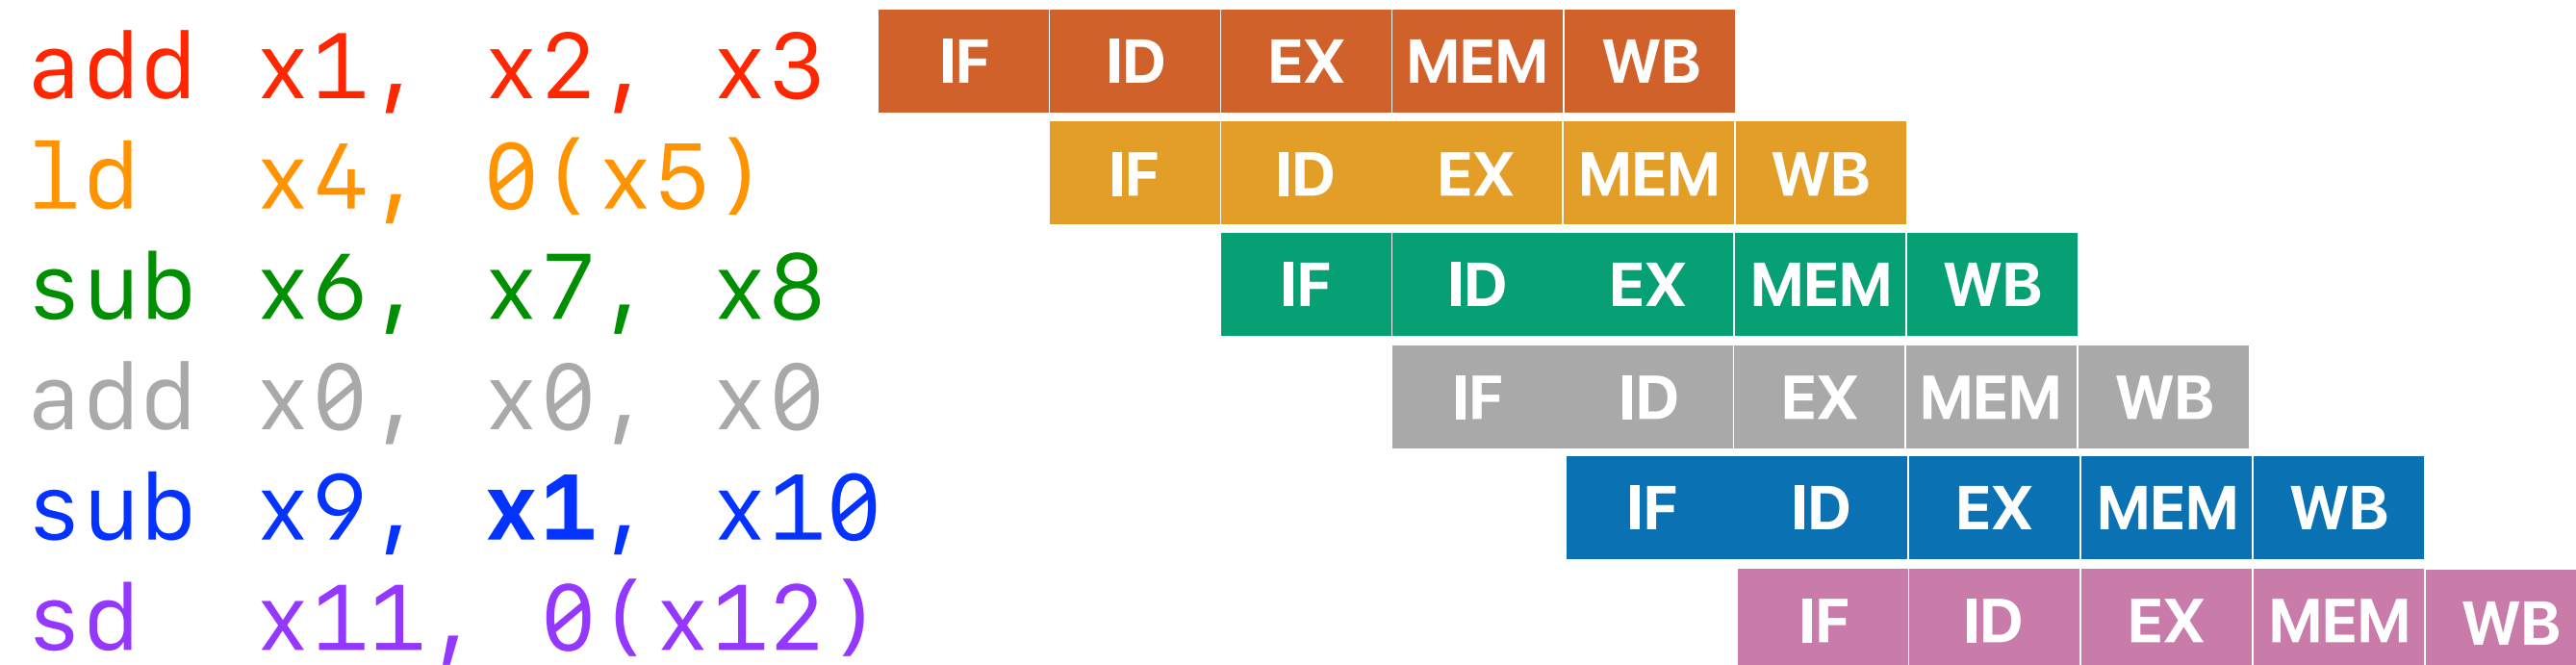 add x1, x2, x3 IF ID EX MEM WB
ld x4, 0(x5) IF ID EX MEM WB
sub x6, x7, x8 IF ID EX MEM WB
add x0, x0, x0 IF ID EX MEM WB
sub x9, x1, x10 IF ID EX MEM WB
sd x11, 0(x12) IF ID EX MEM WB